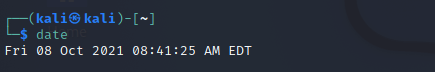 ┌──(kali㉿kali)-[~]
└─$ date
Fri 08 Oct 2021 08:41:25 AM EDT